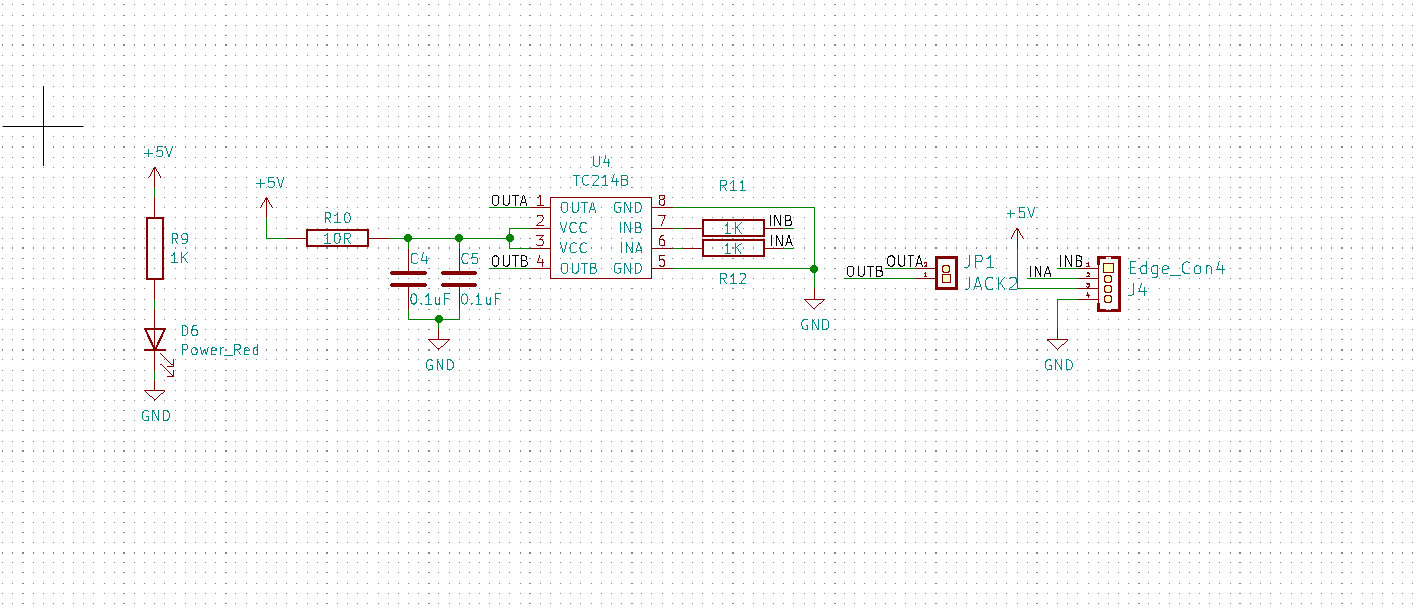 +5V
R9
1K
D6
Power_Red
GND
+5V
R10
10R
C4
0.1uF
C5
0.1uF
GND
U4
TC214B
OUTA 1 OUTA GND 8
2 VCC INB 7
3 VCC INA 6
OUTB 4 OUTB GND 5
R11
1K INB
1K INA
R12
GND
OUTA 2
OUTB 1
JP1
JACK2
+5V
INB 1
INA 2
3
4
Edge_Con4
J4
GND